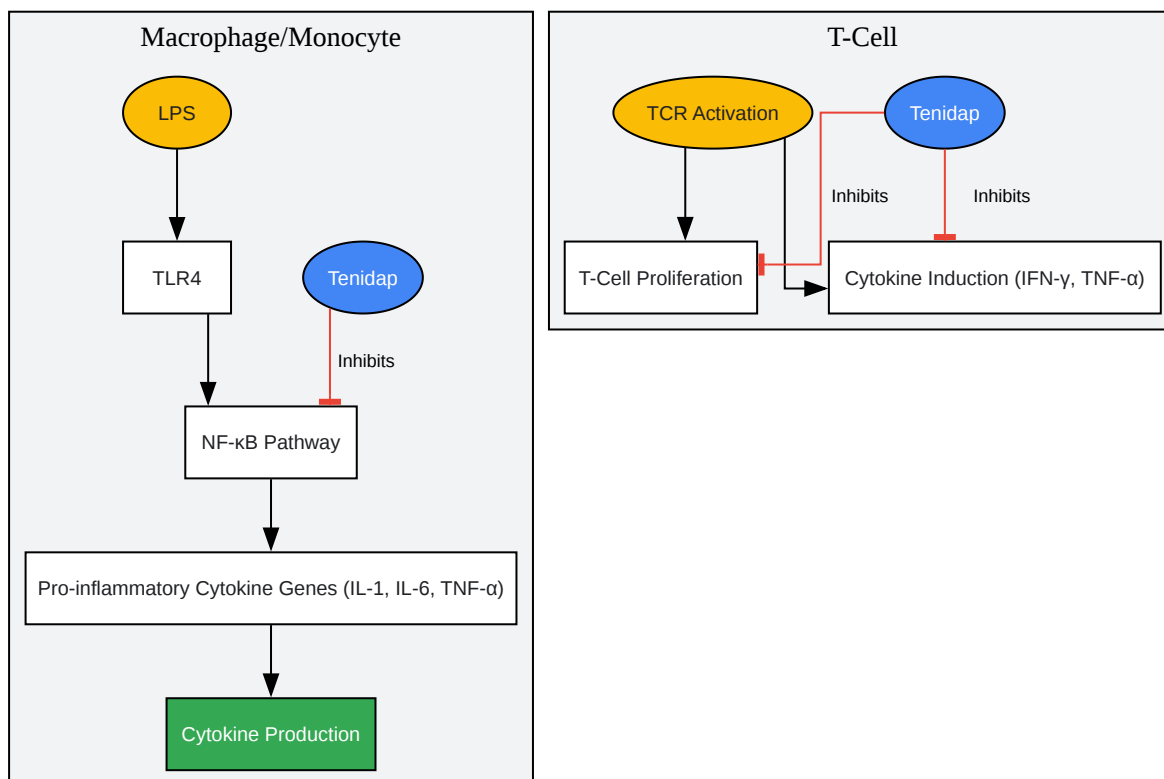 Macrophage/Monocyte
LPS
TLR4
Tenidap
Inhibits
NF-κB Pathway
Pro-inflammatory Cytokine Genes (IL-1, IL-6, TNF-α)
Cytokine Production
T-Cell
TCR Activation
Tenidap
Inhibits
Inhibits
T-Cell Proliferation
Cytokine Induction (IFN-γ, TNF-α)